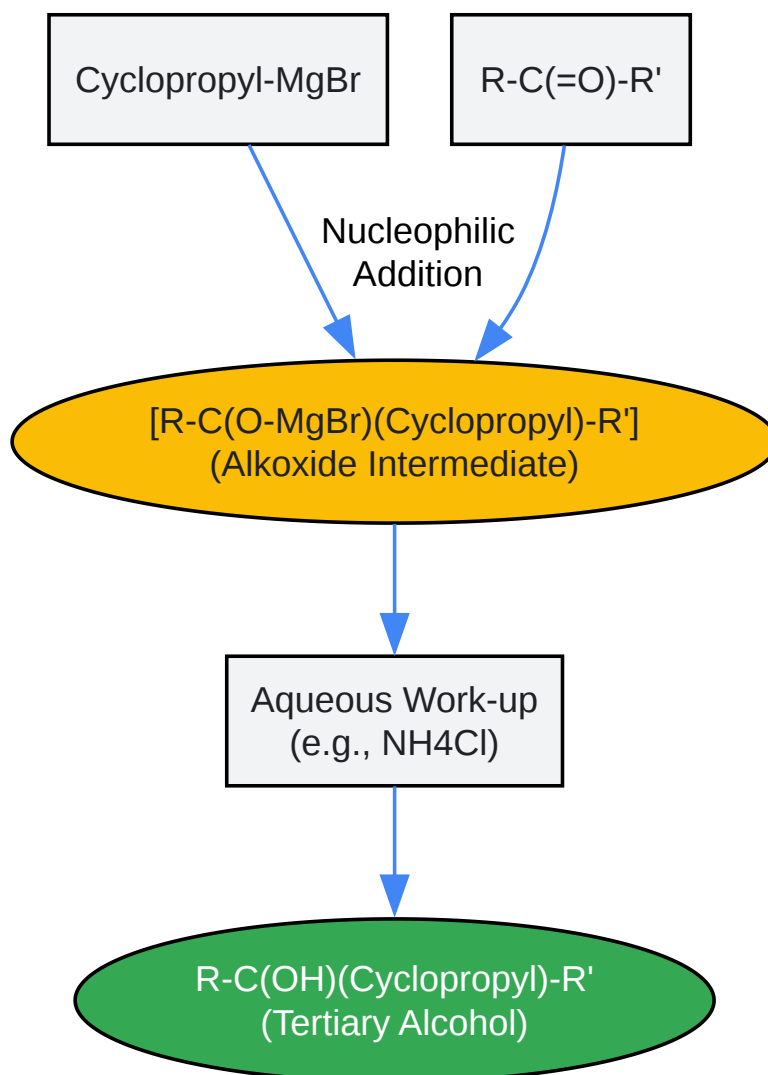 Cyclopropyl-MgBr
R-C(=O)-R'
Nucleophilic
Addition
[R-C(O-MgBr)(Cyclopropyl)-R']
(Alkoxide Intermediate)
Aqueous Work-up
(e.g., NH4Cl)
R-C(OH)(Cyclopropyl)-R'
(Tertiary Alcohol)